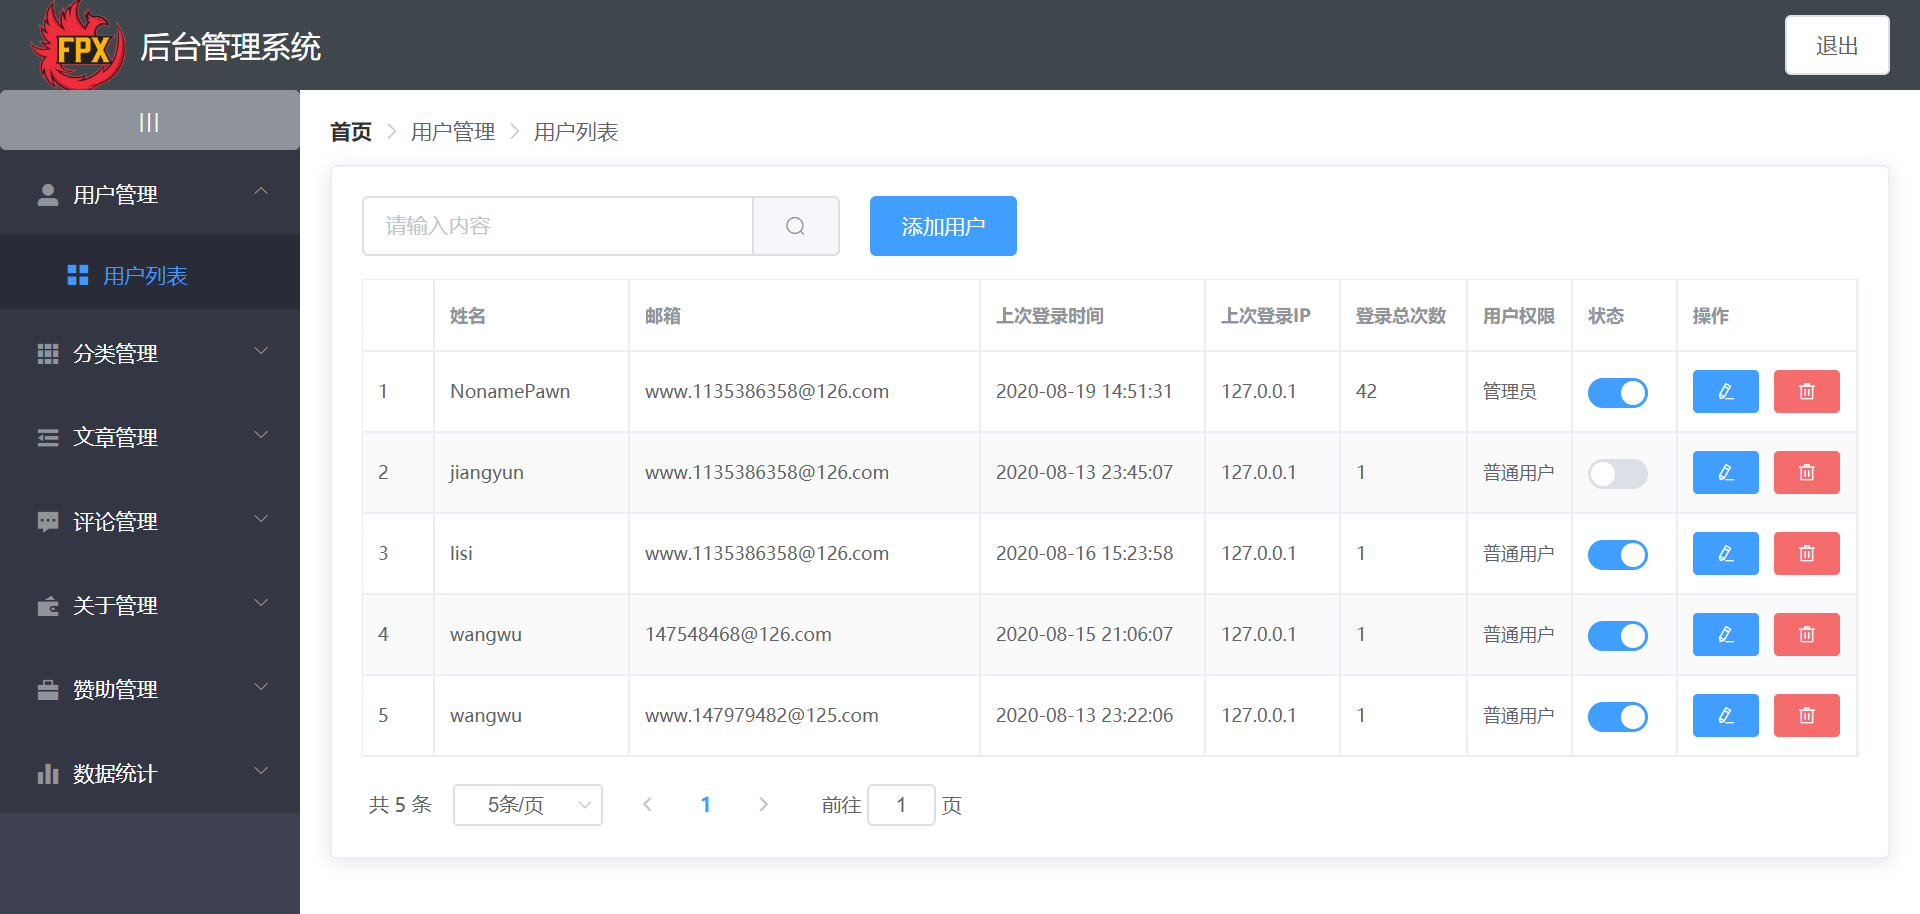 FPX 后台管理系统 退出
|||
首页 > 用户管理 > 用户列表
用户管理
用户列表
分类管理
文章管理
评论管理
关于管理
赞助管理
数据统计
请输入内容 添加用户
姓名 邮箱 上次登录时间 上次登录IP 登录总次数 用户权限 状态 操作
1 NonamePawn www.1135386358@126.com 2020-08-19 14:51:31 127.0.0.1 42 管理员
2 jiangyun www.1135386358@126.com 2020-08-13 23:45:07 127.0.0.1 1 普通用户
3 lisi www.1135386358@126.com 2020-08-16 15:23:58 127.0.0.1 1 普通用户
4 wangwu 147548468@126.com 2020-08-15 21:06:07 127.0.0.1 1 普通用户
5 wangwu www.147979482@125.com 2020-08-13 23:22:06 127.0.0.1 1 普通用户
共 5 条 5条/页 < 1 > 前往 1 页